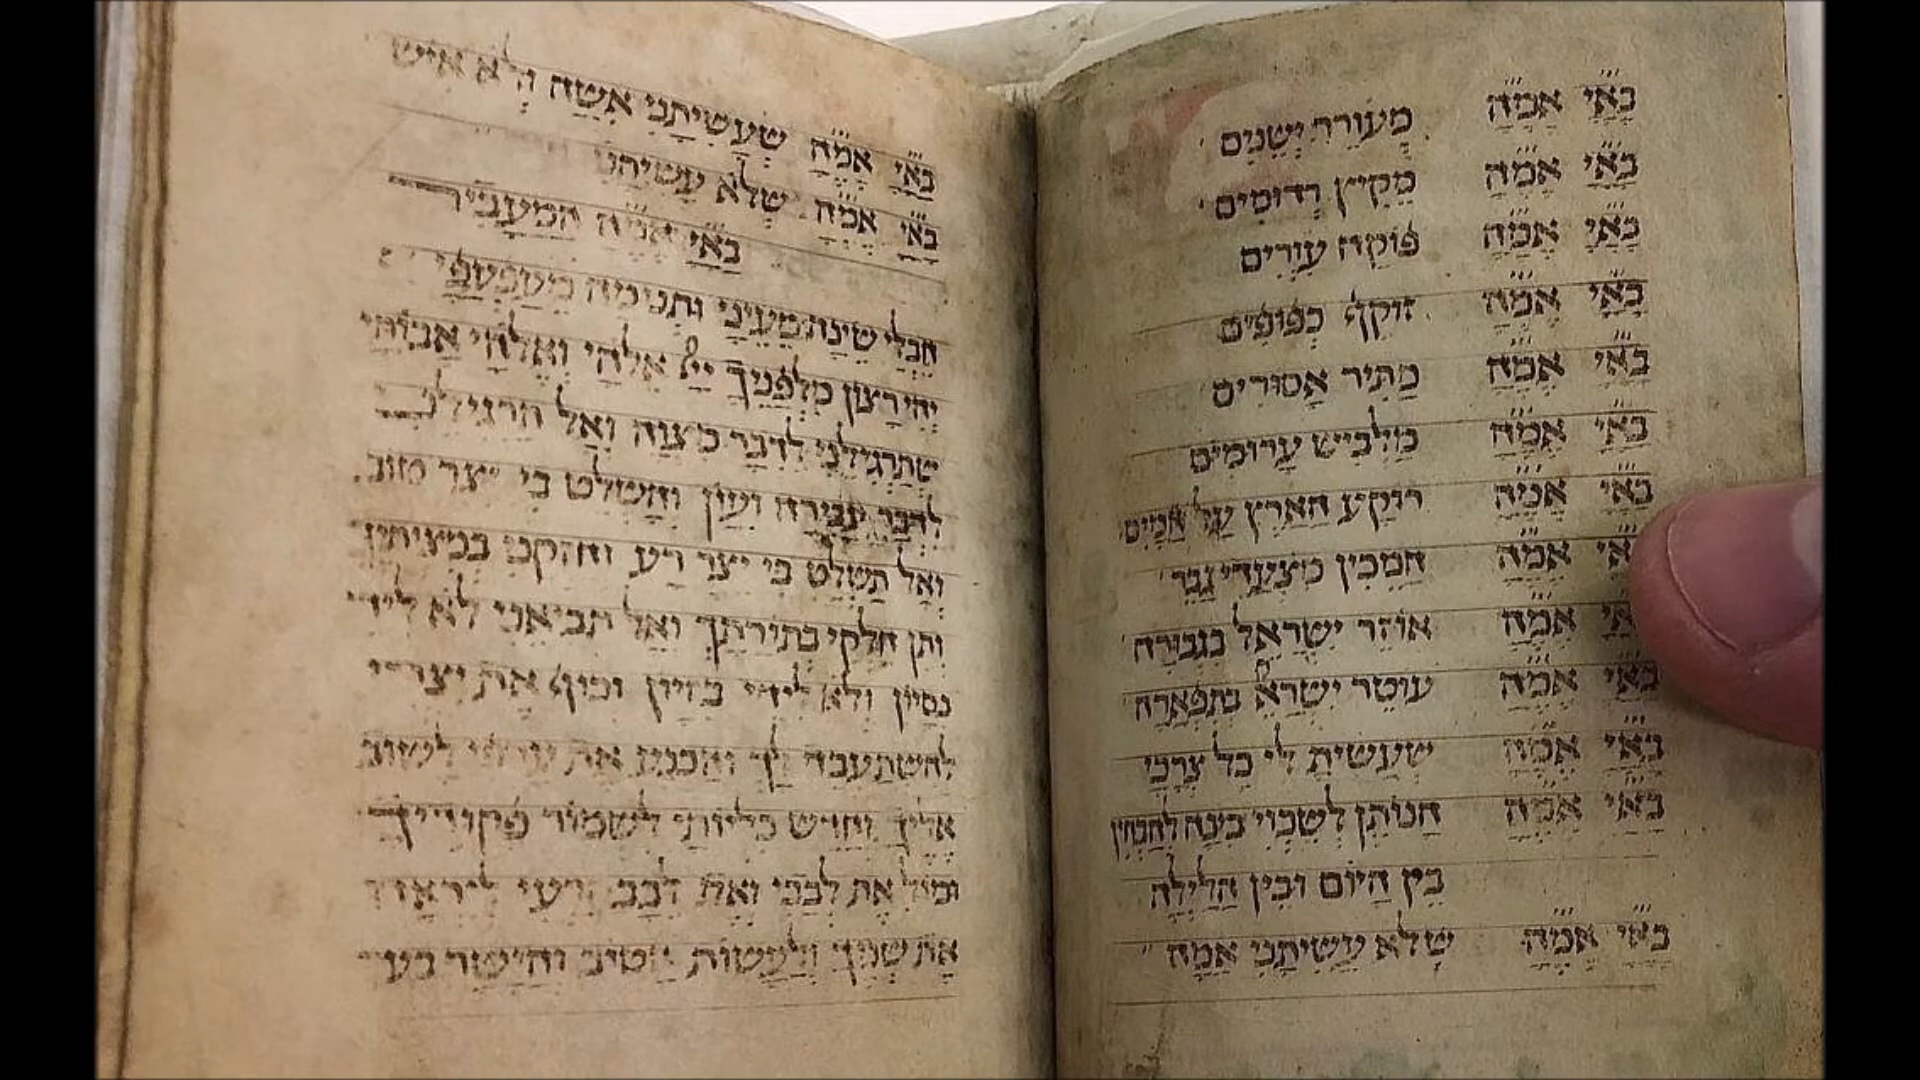 בא״י אמ״ה מעורר ישנים
בא״י אמ״ה מקיץ רדומים
בא״י אמ״ה פוקח עורים
בא״י אמ״ה זוקף כפופים
בא״י אמ״ה מתיר אסורים
בא״י אמ״ה מלביש ערומים
בא״י אמ״ה רוקע הארץ על המים
א״י אמ״ה המכין מצעדי גבר
א״י אמ״ה אוזר ישראל בגבורה
בא״י אמ״ה עוטר ישראל בתפארה
בא״י אמ״ה שעשית לי כל צרכי
בא״י אמ״ה הנותן לשכוי בינה להבחין
בין היום ובין הלילה
בא״י אמ״ה שלא עשיתני אמה
בא״י אמ״ה שעשיתני אשה ולא איש
בא״י אמ״ה שלא עשיתני
בא״י אמ״ה המעביר
חבלי שינה מעיני ותנומה מעפעפי
יהי רצון מלפניך ייי אלהי ואלהי אבותי
שתרגילני לדבר מצוה ואל תרגילני
לדבר עבירה ועון ותשלט בי יצר טוב
ואל תשלט בי יצר רע ותחזקני במצותיך
ותן חלקי בתורתך ואל תביאני לא לידי
נסיון ולא לידי בזיון וכוף את יצרי
להשתעבד לך והכנע את ערפי לשוב
אליך וחדש כליותי לשמור פקודיך
ומול את לבבי ואת לבב זרעי ליראה
את שמך ולעשות הטוב והישר בעי